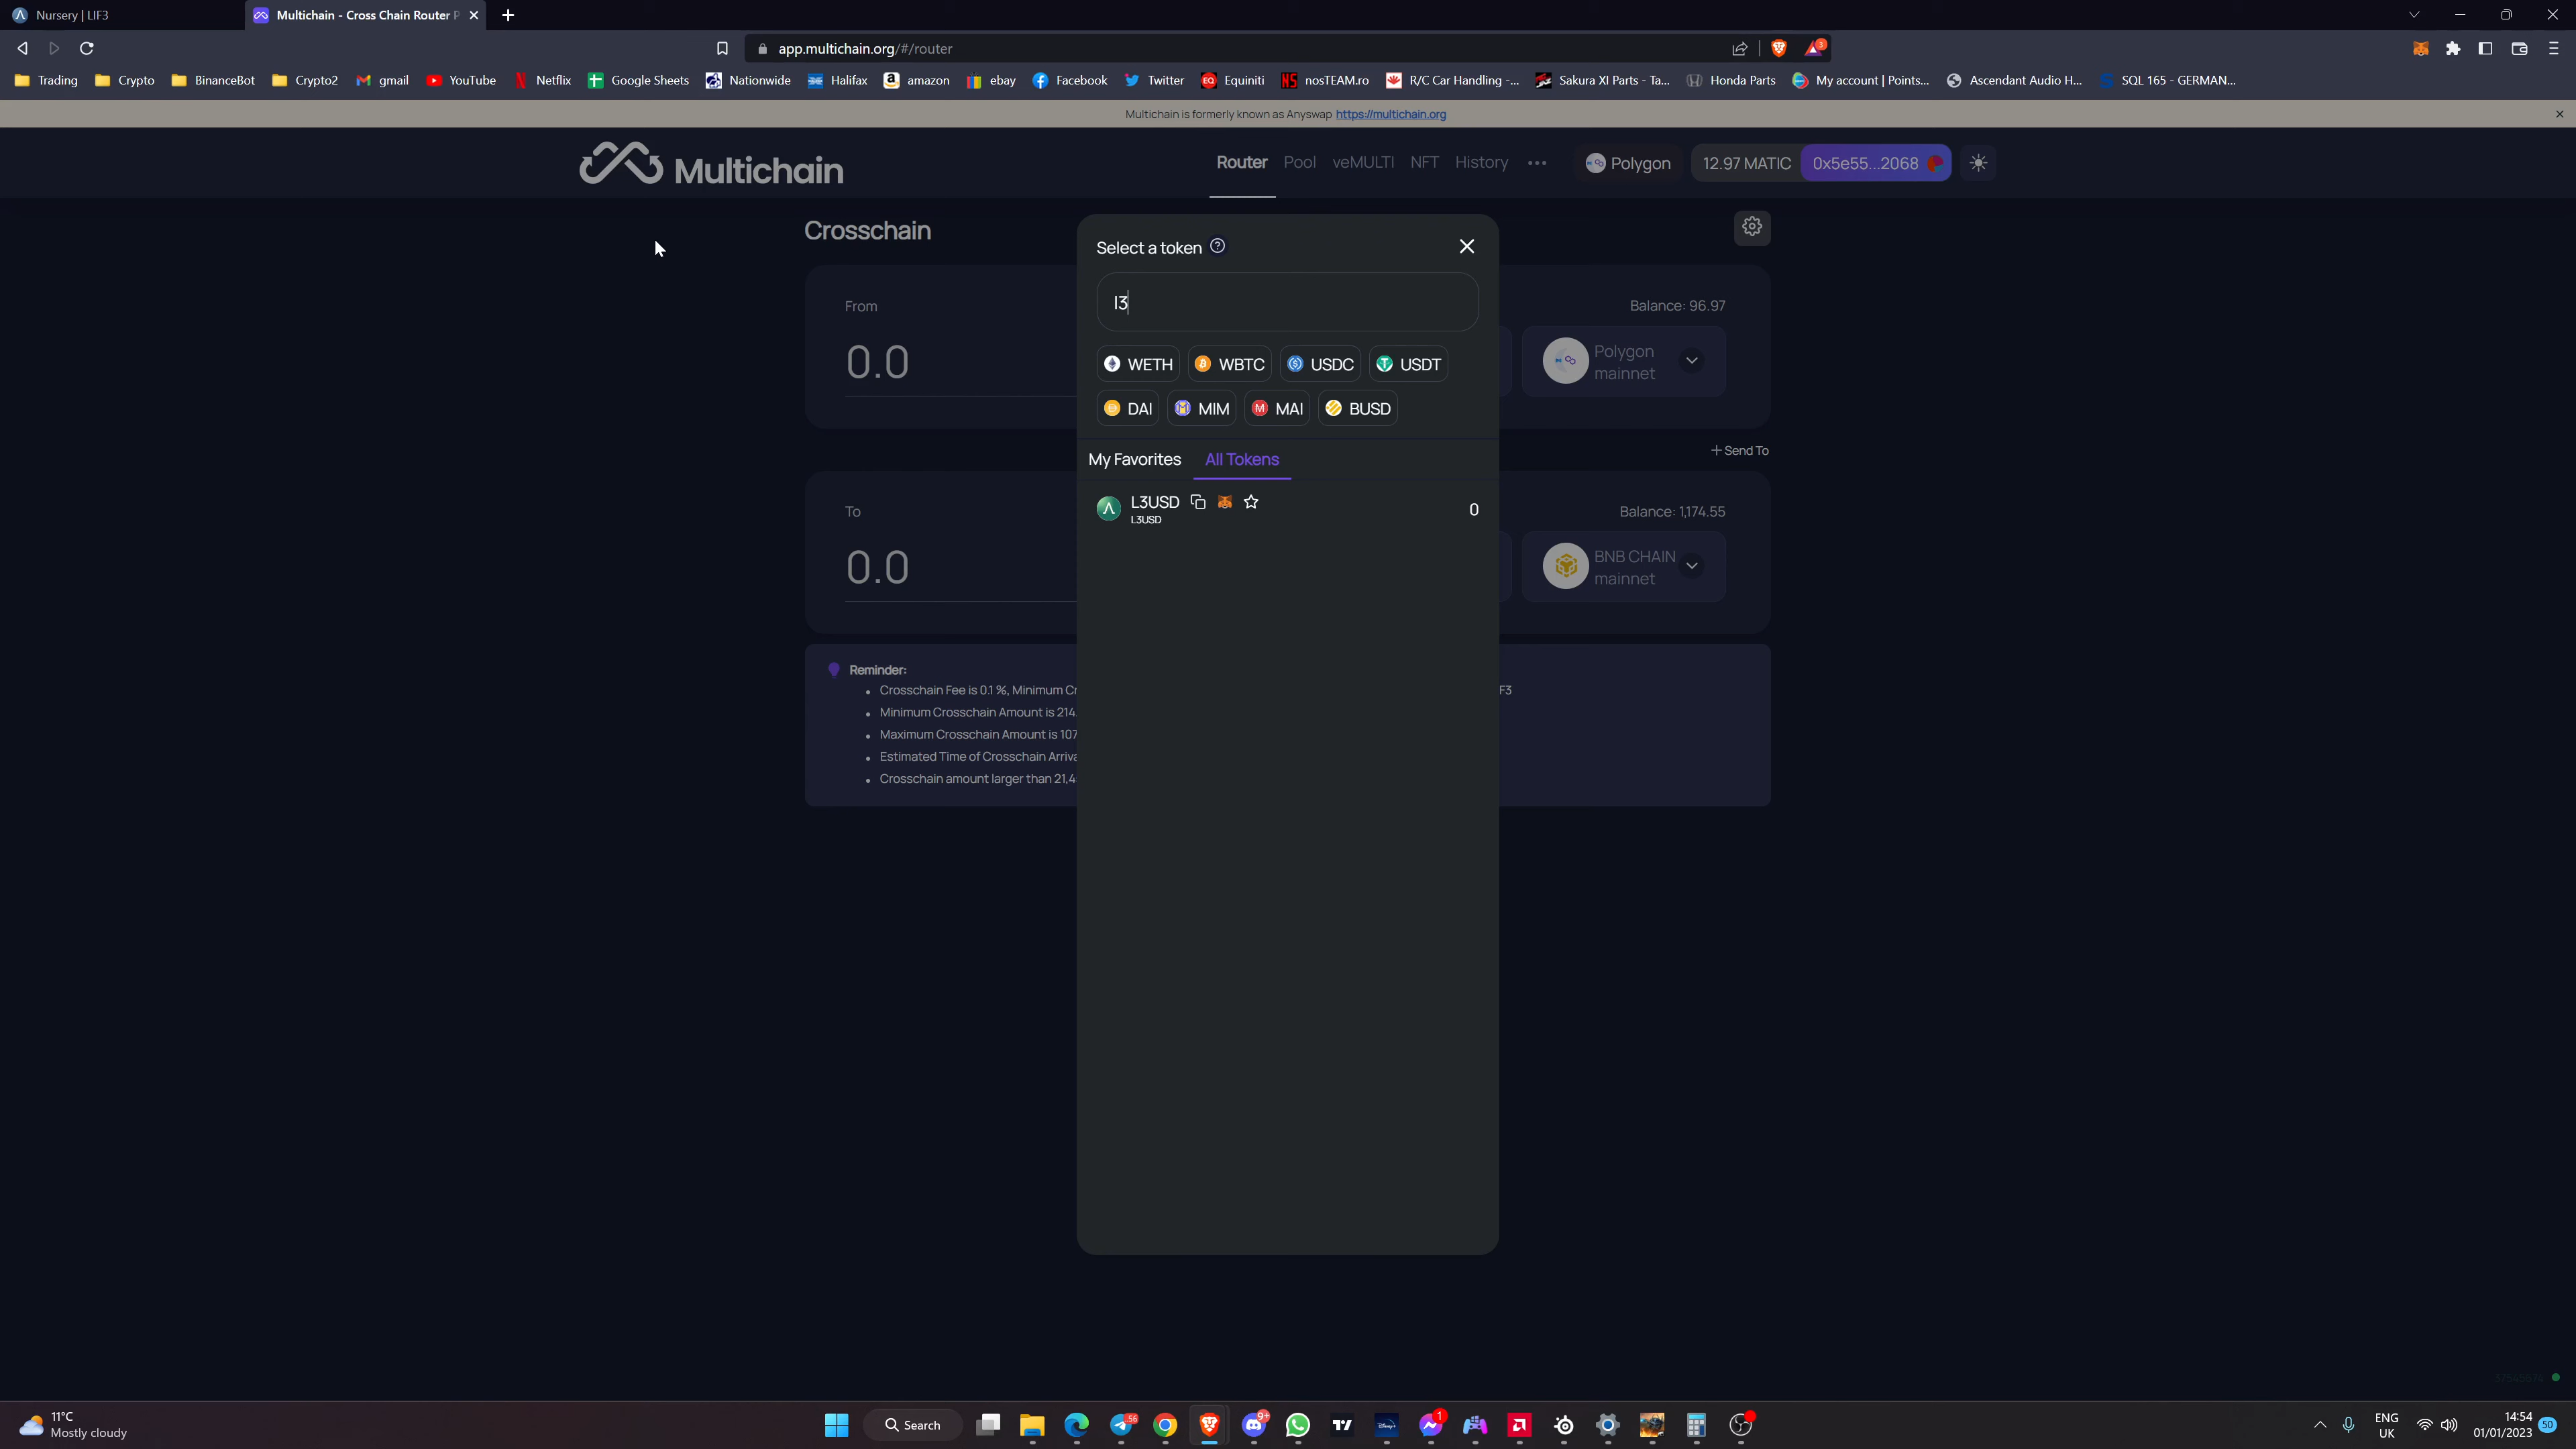 Nursery | LIF3
Multichain - Cross Chain Router P
app.multichain.org/#/router
3
Trading Crypto BinanceBot Crypto2 gmail YouTube Netflix Google Sheets Nationwide Halifax amazon ebay Facebook Twitter Equiniti nosTEAM.ro R/C Car Handling -... Sakura XI Parts - Ta... Honda Parts My account | Points... Ascendant Audio H... SQL 165 - GERMAN...
Multichain is formerly known as Anyswap https://multichain.org
Multichain
Router Pool veMULTI NFT History Polygon 12.97 MATIC 0x5e55...2068
Crosschain
Select a token
l3
From
Balance: 96.97
0.0
Polygon
mainnet
WETH WBTC USDC USDT
DAI MIM MAI BUSD
+ Send To
My Favorites All Tokens
L3USD
L3USD
0
To
Balance: 1,174.55
0.0
BNB CHAIN
mainnet
Reminder:
Crosschain Fee is 0.1 %, Minimum Cr
F3
Minimum Crosschain Amount is 214
Maximum Crosschain Amount is 107
Estimated Time of Crosschain Arriva
Crosschain amount larger than 21,4
11°C
Mostly cloudy
Search
56
9+
1
ENG
UK
14:54
01/01/2023
50